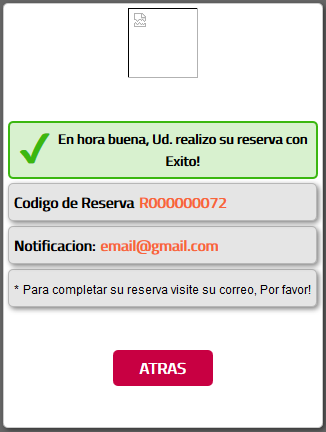 En hora buena, Ud. realizo su reserva con
Exito!
Codigo de Reserva R000000072
Notificacion: email@gmail.com
* Para completar su reserva visite su correo, Por favor!
ATRAS